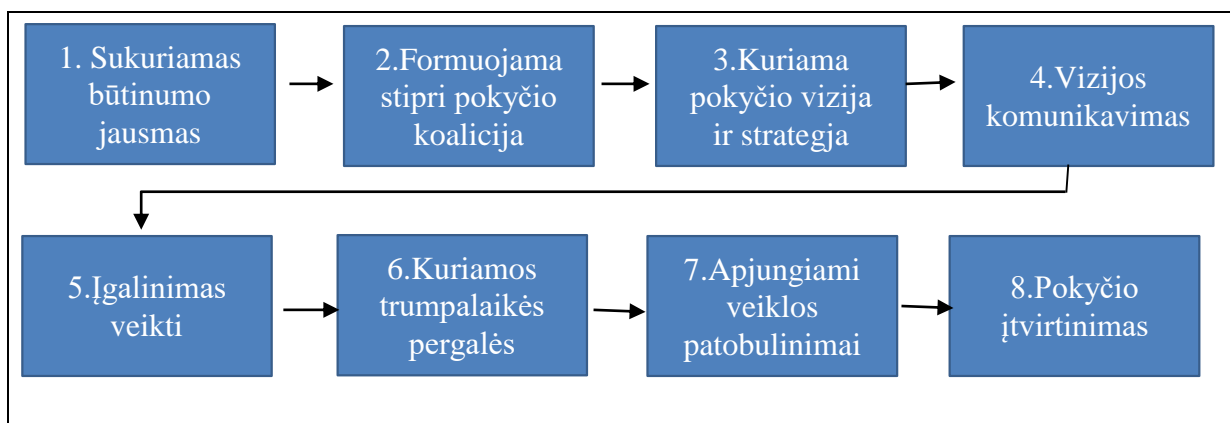 1. Sukuriamas
būtinumo
jausmas
2.Formuojama
stipri pokyčio
koalicija
3.Kuriama
pokyčio vizija
ir strategja
4.Vizijos
komunikavimas
5.Įgalinimas
veikti
6.Kuriamos
trumpalaikės
pergalės
7.Apjungiami
veiklos
patobulinimai
8.Pokyčio
įtvirtinimas